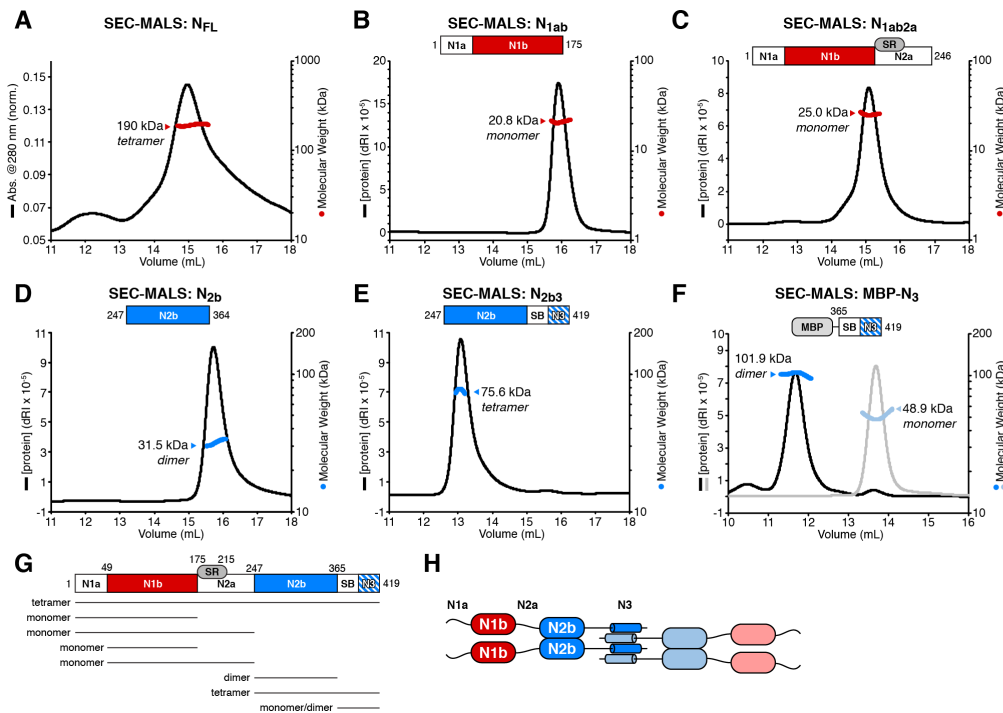 A
SEC-MALS: NFL
Abs. @280 nm (norm.)
0.15
0.13
0.11
0.09
0.07
0.05
190 kDa
tetramer
1000
100
10
Molecular Weight (kDa)
11 12 13 14 15 16 17 18
Volume (mL)
B
SEC-MALS: N1ab
1 N1a N1b 175
[protein] (dRI x 10-5)
20
15
10
5
0
20.8 kDa
monomer
100
10
1
Molecular Weight (kDa)
11 12 13 14 15 16 17 18
Volume (mL)
C
SEC-MALS: N1ab2a
SR
1 N1a N1b N2a 246
[protein] (dRI x 10-5)
10
8
6
4
2
0
25.0 kDa
monomer
100
10
1
Molecular Weight (kDa)
11 12 13 14 15 16 17 18
Volume (mL)
D
SEC-MALS: N2b
247 N2b 364
[protein] (dRI x 10-5)
11
9
7
5
3
1
-1
31.5 kDa
dimer
200
100
10
Molecular Weight (kDa)
11 12 13 14 15 16 17 18
Volume (mL)
E
SEC-MALS: N2b3
247 N2b SB N3 419
[protein] (dRI x 10-5)
11
9
7
5
3
1
-1
75.6 kDa
tetramer
200
100
10
Molecular Weight (kDa)
11 12 13 14 15 16 17 18
Volume (mL)
F
SEC-MALS: MBP-N3
365
MBP SB N3 419
[protein] (dRI x 10-5)
10
9
7
5
3
1
-1
101.9 kDa
dimer
48.9 kDa
monomer
200
100
10
Molecular Weight (kDa)
10 11 12 13 14 15 16
Volume (mL)
G
49 175 SR 215 247 365
1 N1a N1b N2a N2b SB N3 419
tetramer
monomer
monomer
monomer
monomer
dimer
tetramer
monomer/dimer
H
N1a N2a N3
N1b N2b
N1b N2b